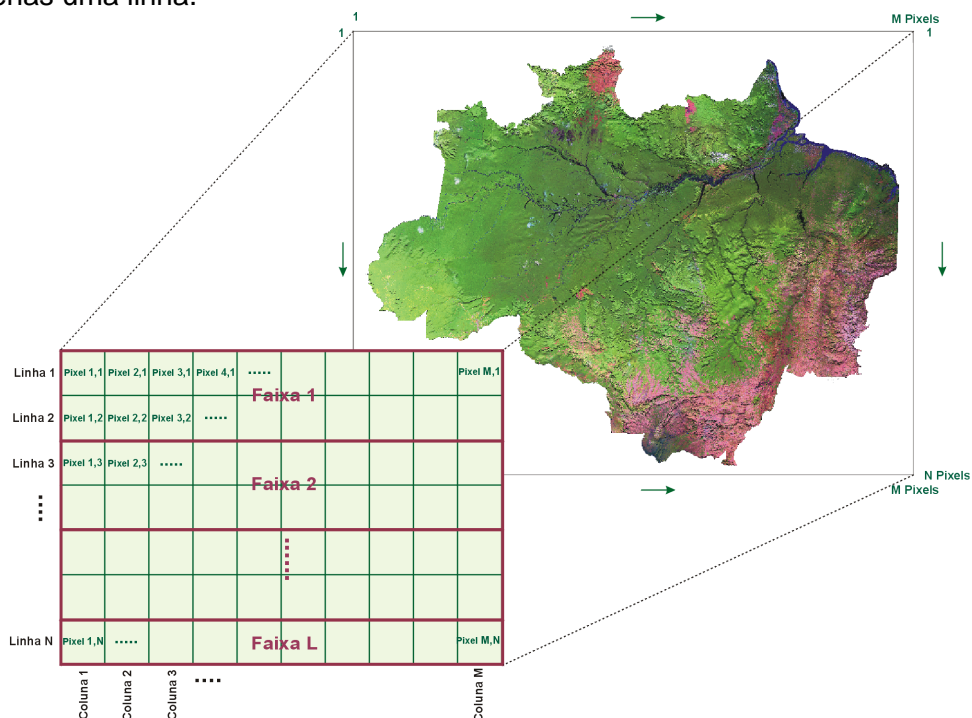 uma linha.
1
M Pixels
1
1
Linha 1
Pixel 1,1
Pixel 2,1
Pixel 3,1
Pixel 4,1
.....
Pixel M,1
Faixa 1
Linha 2
Pixel 1,2
Pixel 2,2
Pixel 3,2
.....
Linha 3
Pixel 1,3
Pixel 2,3
.....
Faixa 2
N Pixels
M Pixels
....
......
Linha N
Pixel 1,N
.....
Faixa L
Pixel M,N
Coluna 1
Coluna 2
Coluna 3
....
Coluna M